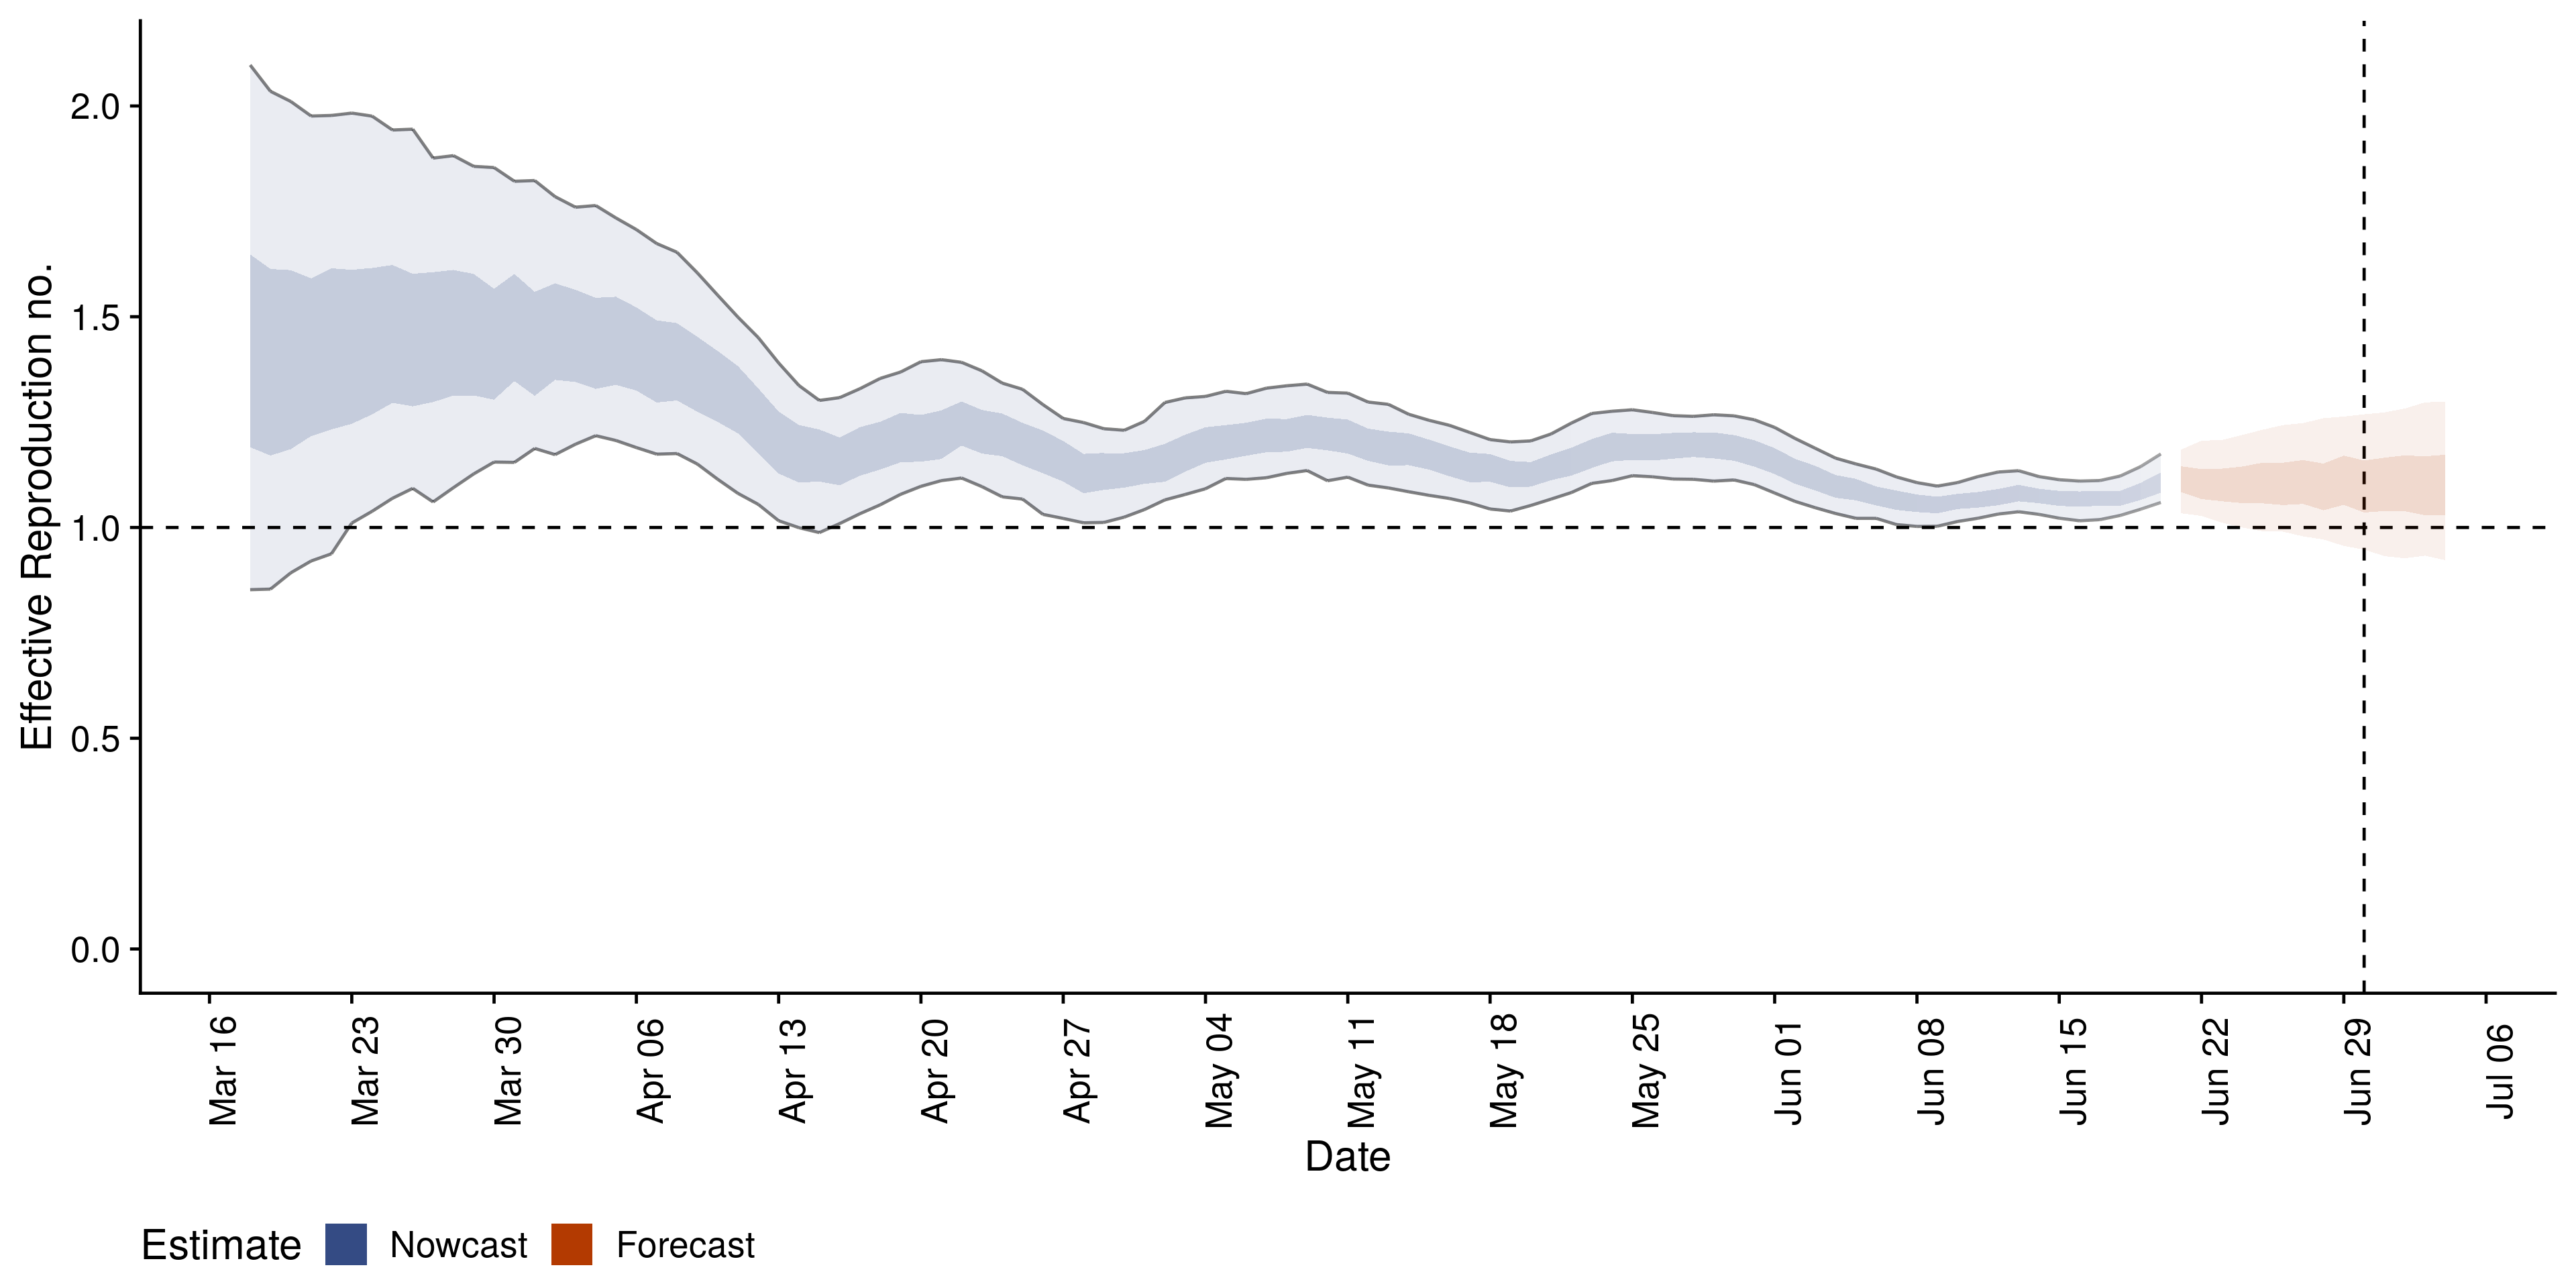 Effective Reproduction no.
2.0
1.5
1.0
0.5
0.0
Mar 16
Mar 23
Mar 30
Apr 06
Apr 13
Apr 20
Apr 27
May 04
May 11
May 18
May 25
Jun 01
Jun 08
Jun 15
Jun 22
Jun 29
Jul 06
Date
Estimate Nowcast Forecast